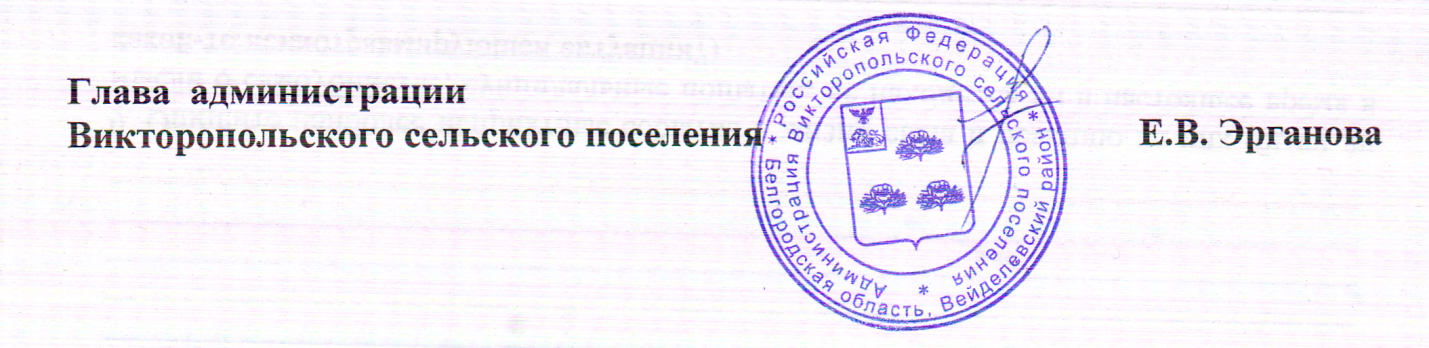 Глава администрации
Викторопольского сельского поселения
Е.В. Эрганова
* Российская Федерация * Белгородская область, Вейделевский район
Администрация Викторопольского сельского поселения *